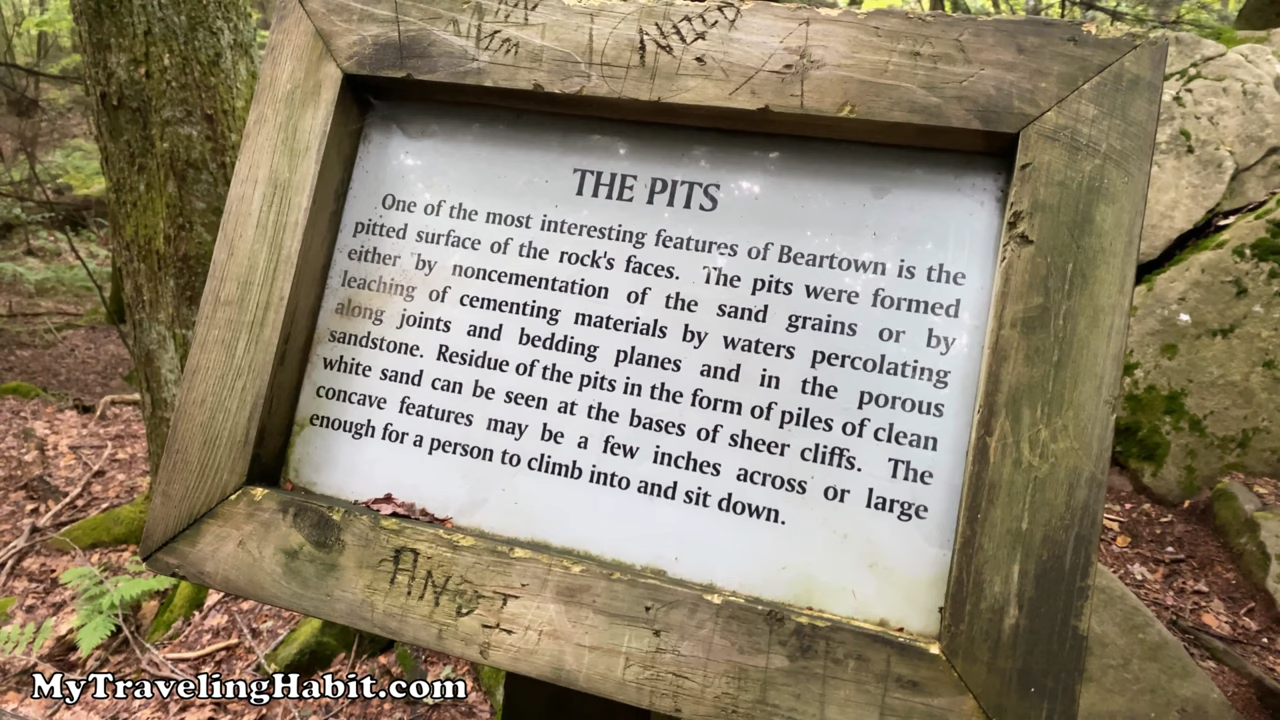 THE PITS
One of the most interesting features of Beartown is the
pitted surface of the rock's faces. The pits were formed
either by noncementation of the sand grains or by
leaching of cementing materials by waters percolating
along joints and bedding planes and in the porous
sandstone. Residue of the pits in the form of piles of clean
white sand can be seen at the bases of sheer cliffs. The
concave features may be a few inches across or large
enough for a person to climb into and sit down.
MyTravelingHabit.com